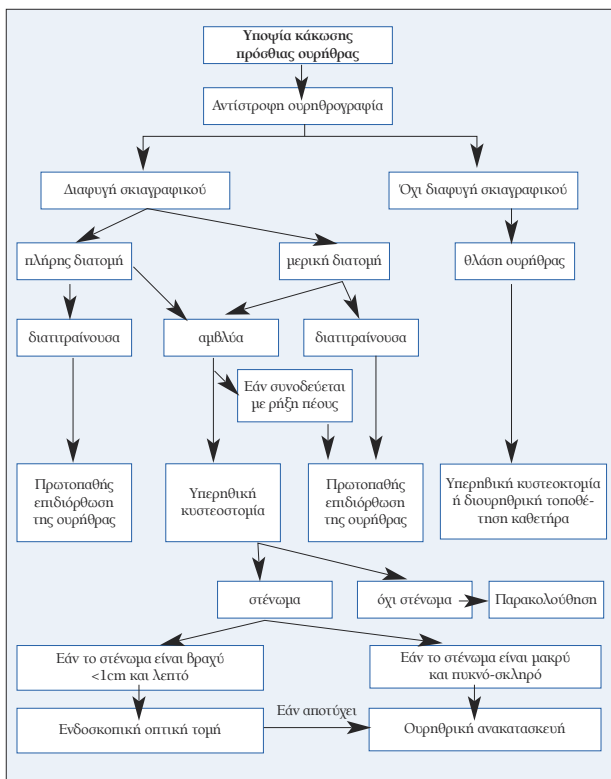 Υποψία κάκωσης
πρόσθιας ουρήθρας
Αντίστροφη ουρηθρογραφία
Διαφυγή σκιαγραφικού
Όχι διαφυγή σκιαγραφικού
πλήρης διατομή
μερική διατομή
θλάση ουρήθρας
διατιτραίνουσα
αμβλύα
διατιτραίνουσα
Εάν συνοδεύεται
με ρήξη πέους
Πρωτοπαθής
επιδιόρθωση
της ουρήθρας
Υπερηθική
κυστεοστομία
Πρωτοπαθής
επιδιόρθωση
της ουρήθρας
Υπερηβική κυστεοκτομία
ή διουρηθρική τοποθέ-
τηση καθετήρα
στένωμα
όχι στένωμα
Παρακολούθηση
Εάν το στένωμα είναι βραχύ
<1cm και λεπτό
Εάν το στένωμα είναι μακρύ
και πυκνό-σκληρό
Ενδοσκοπική οπτική τομή
Εάν αποτύχει
Ουρηθρική ανακατασκευή